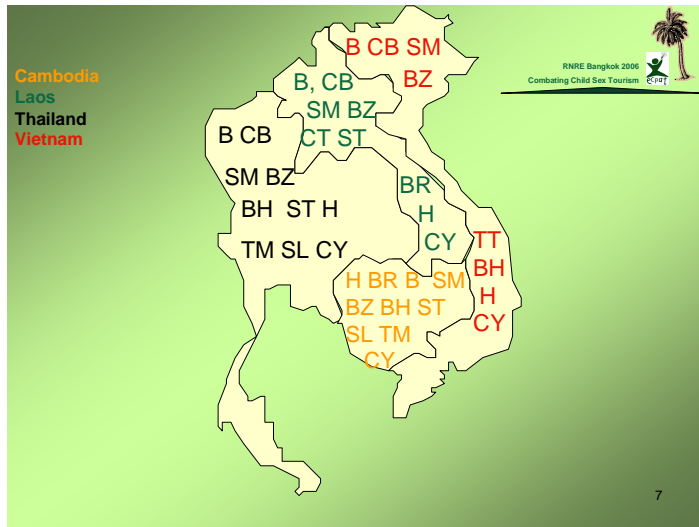 RNRE Bangkok 2006
Combating Child Sex Tourism
ecpat
Cambodia
Laos
Thailand
Vietnam
B CB SM
BZ
B, CB
SM BZ
CT ST
BR
H
CY
B CB
SM BZ
BH ST H
TM SL CY
TT
BH
H
CY
H BR B SM
BZ BH ST
SL TM
CY
7